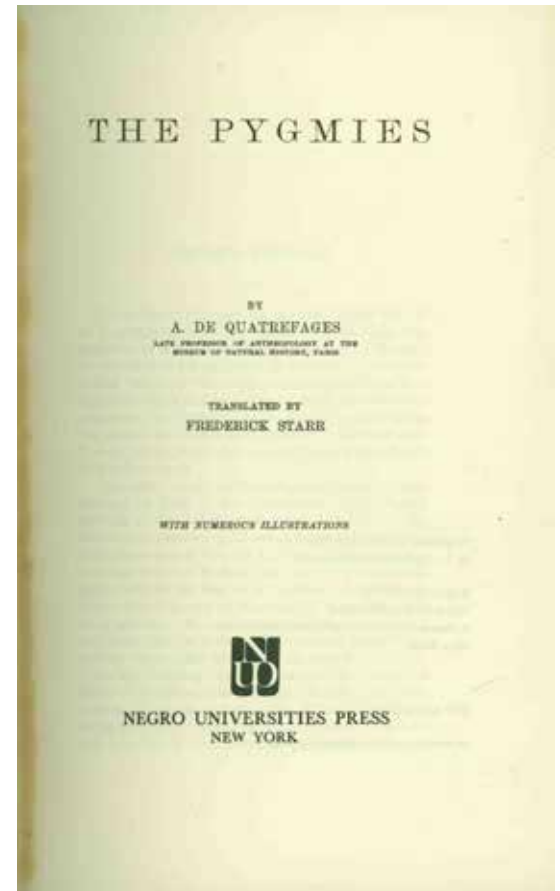 THE PYGMIES
BY
A. DE QUATREFAGES
LATE PROFESSOR OF ANTHROPOLOGY AT THE
MUSEUM OF NATURAL HISTORY, PARIS
TRANSLATED BY
FREDERICK STARR
WITH NUMEROUS ILLUSTRATIONS
NUP
NEGRO UNIVERSITIES PRESS
NEW YORK